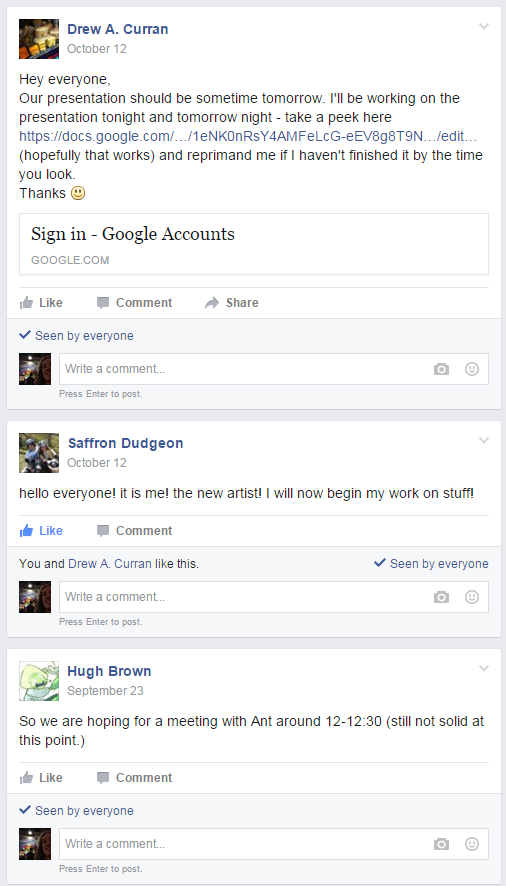 Drew A. Curran
October 12
Hey everyone,
Our presentation should be sometime tomorrow. I'll be working on the
presentation tonight and tomorrow night - take a peek here
https://docs.google.com/…/1eNK0nRsY4AMFeLcG-eEV8g8T9N…/edit…
(hopefully that works) and reprimand me if I haven't finished it by the time
you look.
Thanks
Sign in - Google Accounts
GOOGLE.COM
Like Comment Share
Seen by everyone
Write a comment...
Press Enter to post.
Saffron Dudgeon
October 12
hello everyone! it is me! the new artist! I will now begin my work on stuff!
Like Comment
You and Drew A. Curran like this. Seen by everyone
Write a comment...
Press Enter to post.
Hugh Brown
September 23
So we are hoping for a meeting with Ant around 12-12:30 (still not solid at
this point.)
Like Comment
Seen by everyone
Write a comment...
Press Enter to post.